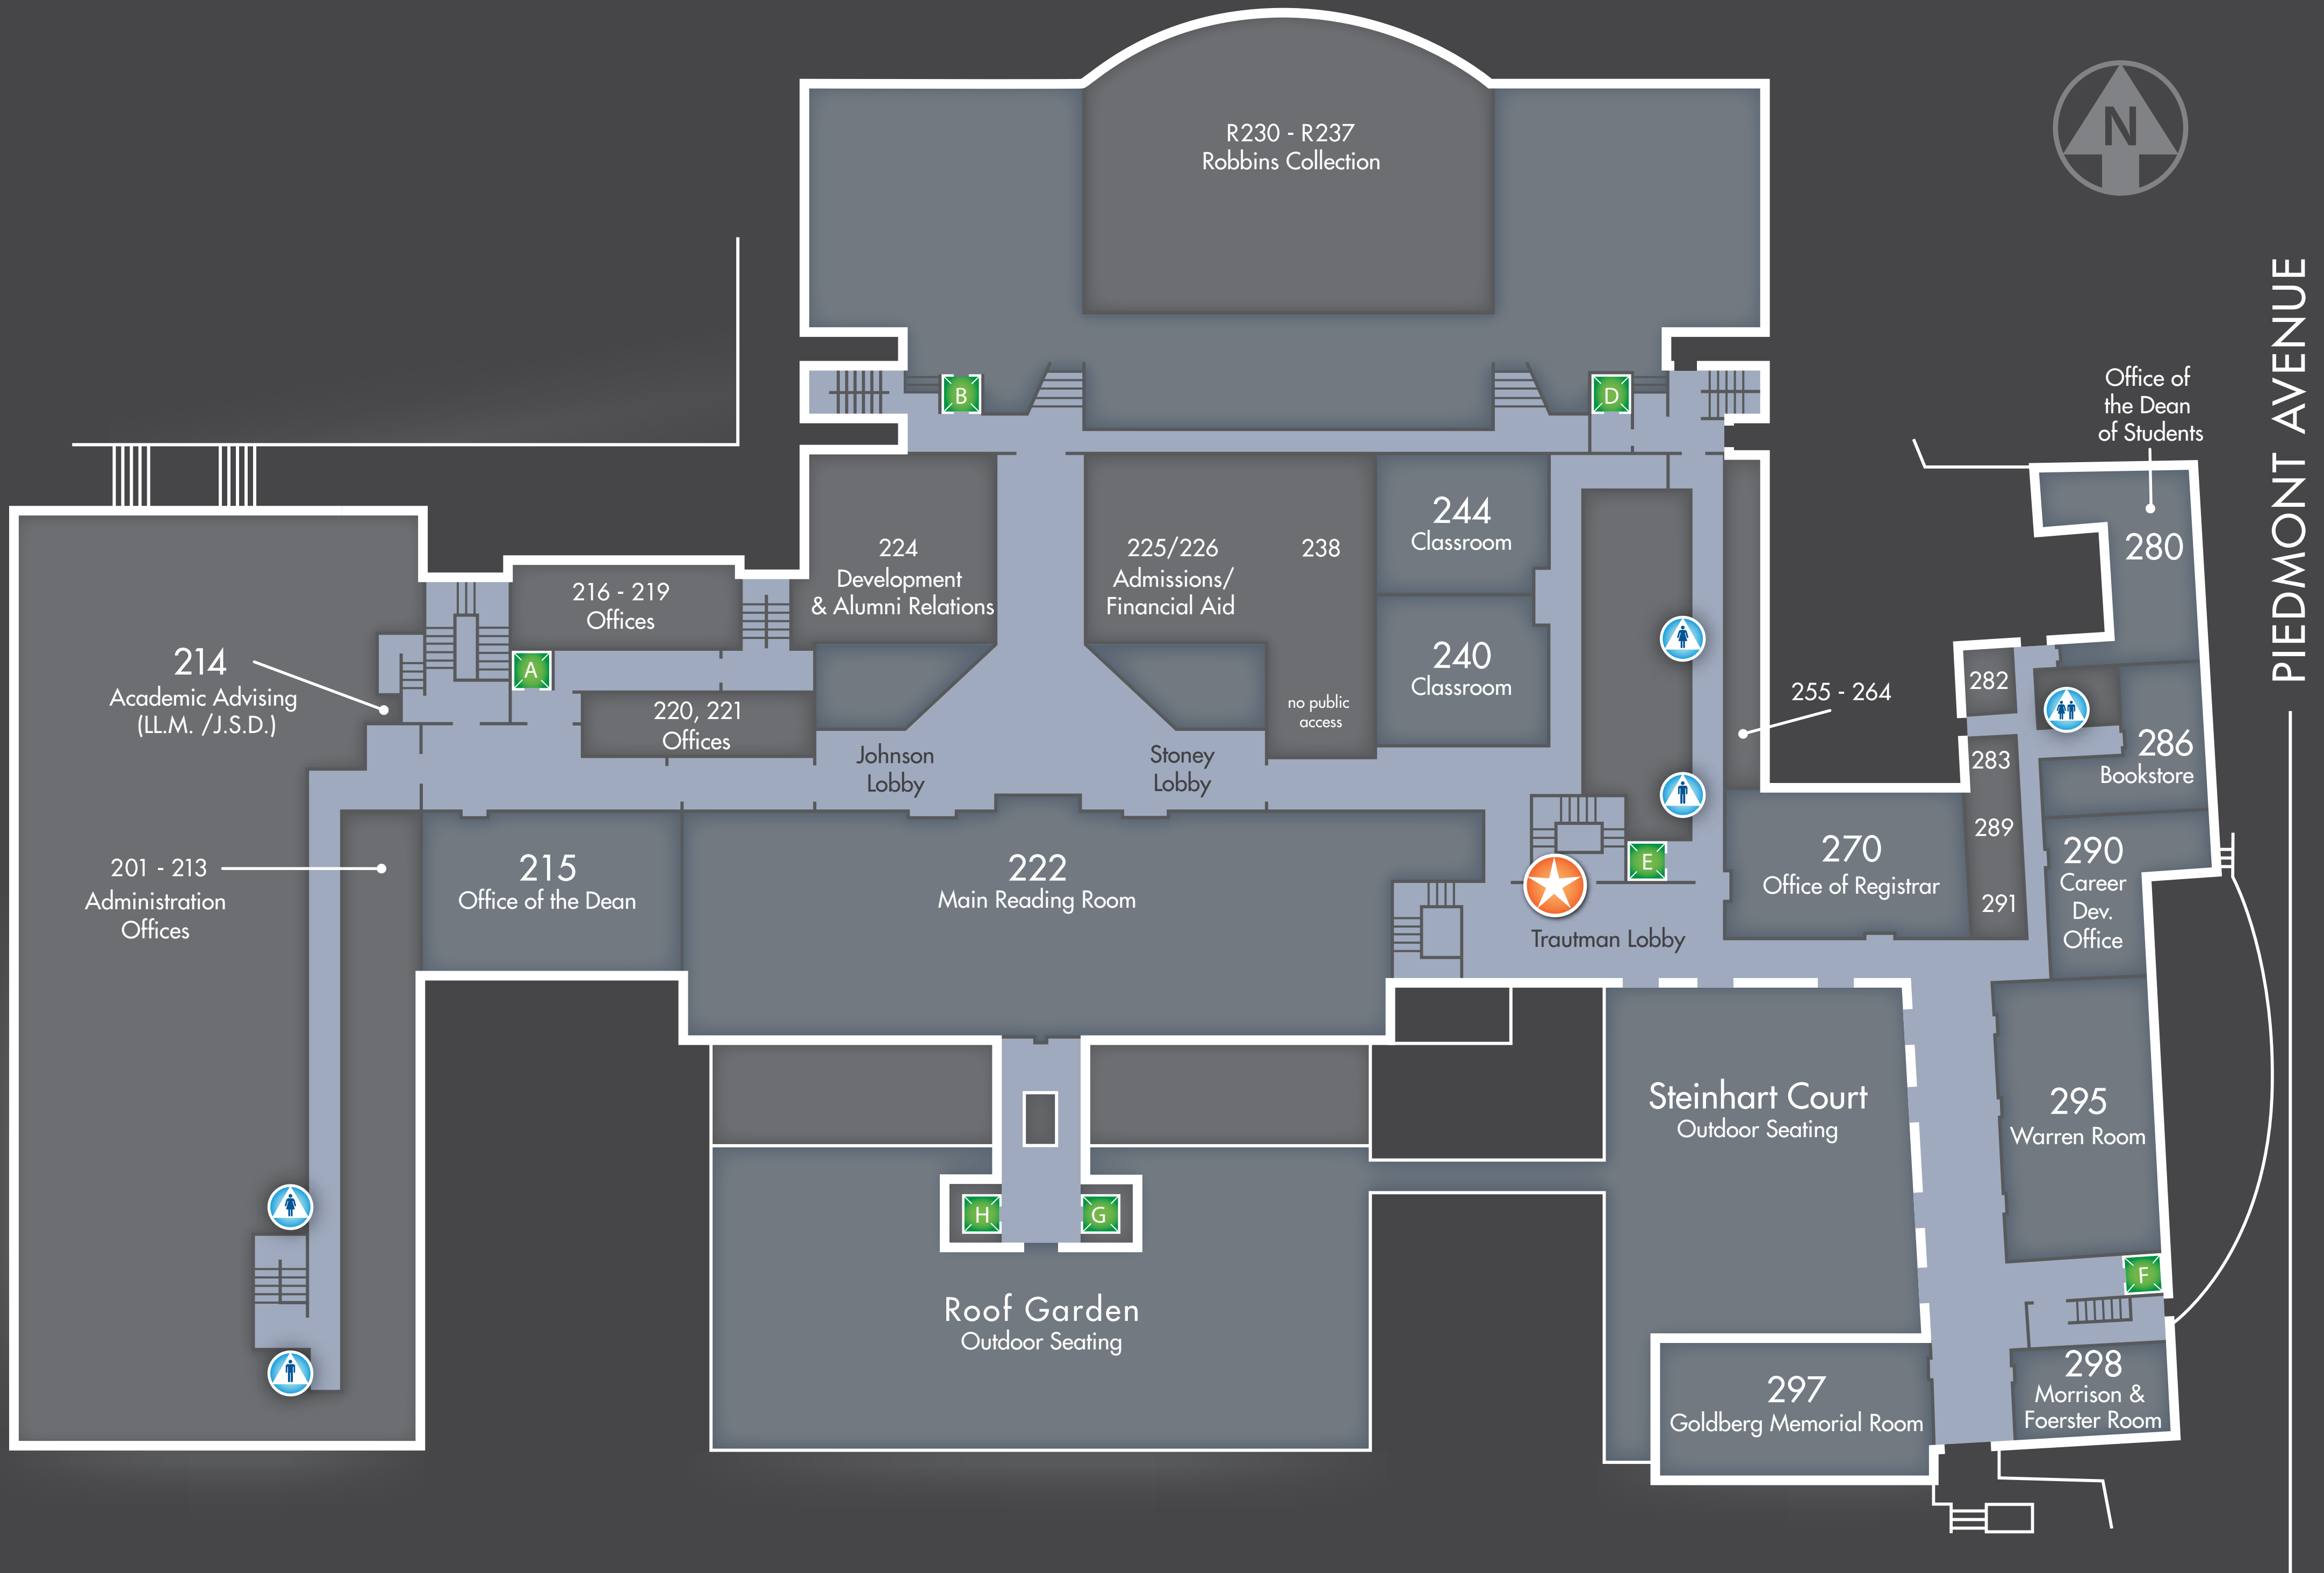 R230 - R237
Robbins Collection
N
PIEDMONT AVENUE
Office of
the Dean
of Students
280
B
D
244
Classroom
224
Development
& Alumni Relations
225/226
Admissions/
Financial Aid
238
216 - 219
Offices
214
Academic Advising
(LL.M. /J.S.D.)
A
220, 221
Offices
240
Classroom
no public
access
255 - 264
282
286
Bookstore
283
Johnson
Lobby
Stoney
Lobby
201 - 213
Administration
Offices
215
Office of the Dean
222
Main Reading Room
E
270
Office of Registrar
289
291
290
Career
Dev.
Office
Trautman Lobby
Steinhart Court
Outdoor Seating
295
Warren Room
H
G
F
Roof Garden
Outdoor Seating
297
Goldberg Memorial Room
298
Morrison &
Foerster Room